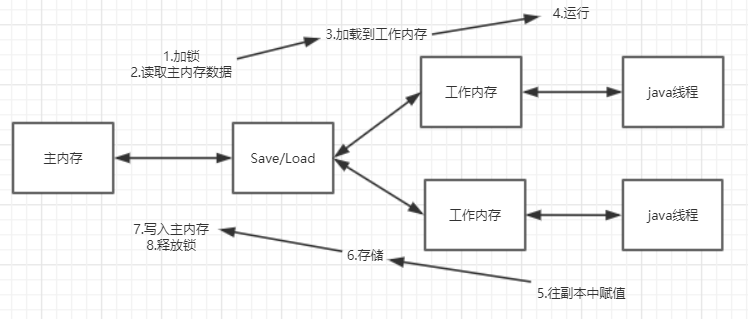 4.运行
3.加载到工作内存
1.加锁
2.读取主内存数据
工作内存
java线程
主内存
Save/Load
工作内存
java线程
7.写入主内存
8.释放锁
6.存储
5.往副本中赋值